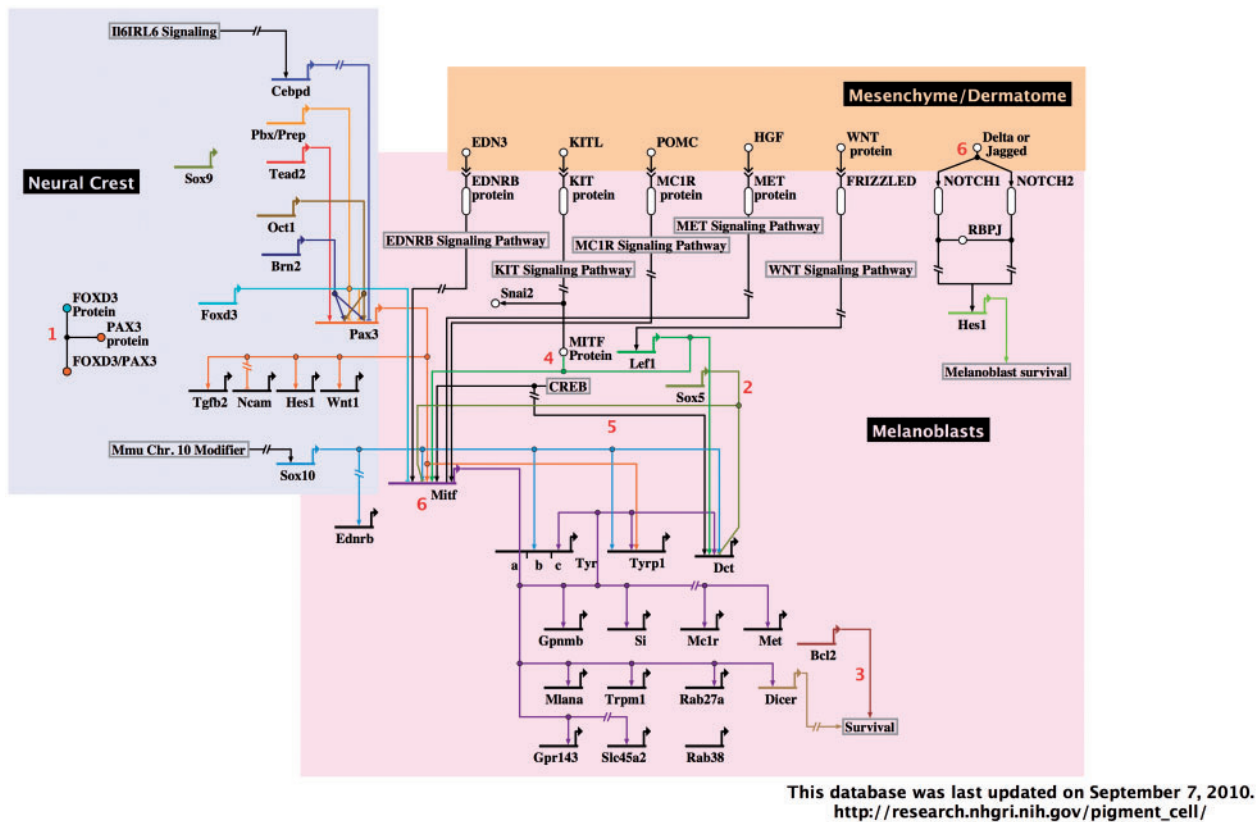 Il6IRL6 Signaling
Cebpd
Pbx/Prep
Tead2
Sox9
Neural Crest
Oct1
Brn2
Foxd3
Pax3
FOXD3
Protein
1
PAX3
protein
FOXD3/PAX3
Tgfb2
Ncam
Hes1
Wnt1
Mmu Chr. 10 Modifier
Sox10
Ednrb
Mesenchyme/Dermatome
EDN3
KITL
POMC
HGF
WNT
protein
6
Delta or
Jagged
EDNRB
protein
KIT
protein
MC1R
protein
MET
protein
FRIZZLED
NOTCH1
NOTCH2
RBPJ
EDNRB Signaling Pathway
KIT Signaling Pathway
MC1R Signaling Pathway
MET Signaling Pathway
WNT Signaling Pathway
Snai2
4
MITF
Protein
Lef1
Hes1
Melanoblast survival
CREB
Sox5
2
5
Melanoblasts
Mitf
6
a
b
c
Tyr
Tyrp1
Dct
Gpnmb
Si
Mc1r
Met
Bcl2
3
Mlana
Trpm1
Rab27a
Dicer
Survival
Gpr143
Slc45a2
Rab38
This database was last updated on September 7, 2010.
http://research.nhgri.nih.gov/pigment_cell/